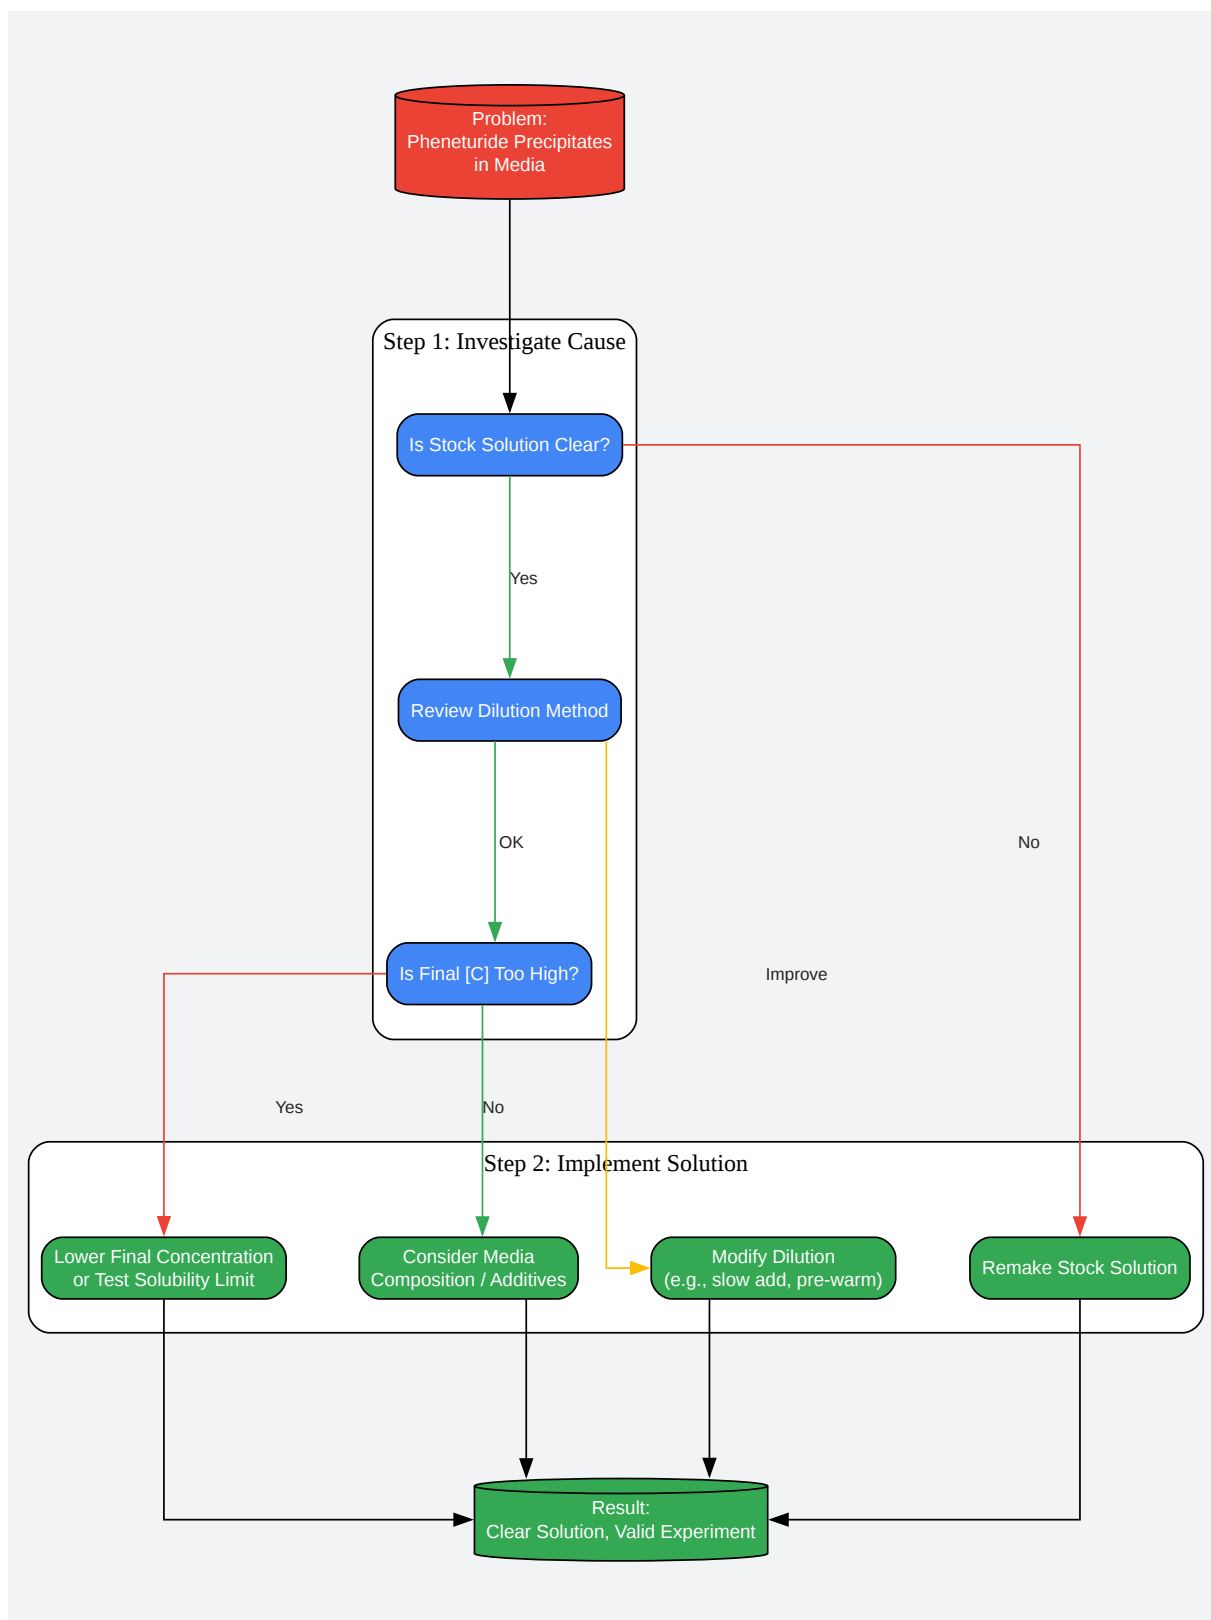 Problem:
Pheneturide Precipitates
in Media
Step 1: Investigate Cause
Is Stock Solution Clear?
Yes
Review Dilution Method
OK
No
Is Final [C] Too High?
Improve
Yes
No
Step 2: Implement Solution
Lower Final Concentration
or Test Solubility Limit
Consider Media
Composition / Additives
Modify Dilution
(e.g., slow add, pre-warm)
Remake Stock Solution
Result:
Clear Solution, Valid Experiment